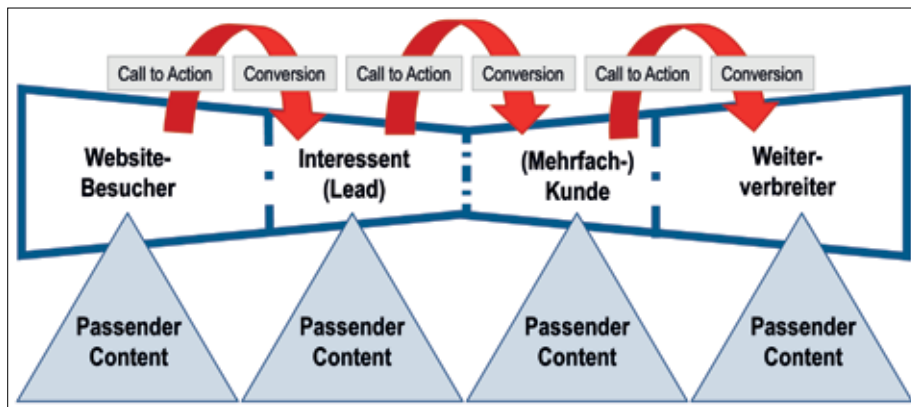 Call to Action Conversion Call to Action Conversion Call to Action Conversion
Website-
Besucher
Interessent
(Lead)
(Mehrfach-)
Kunde
Weiter-
verbreiter
Passender
Content
Passender
Content
Passender
Content
Passender
Content